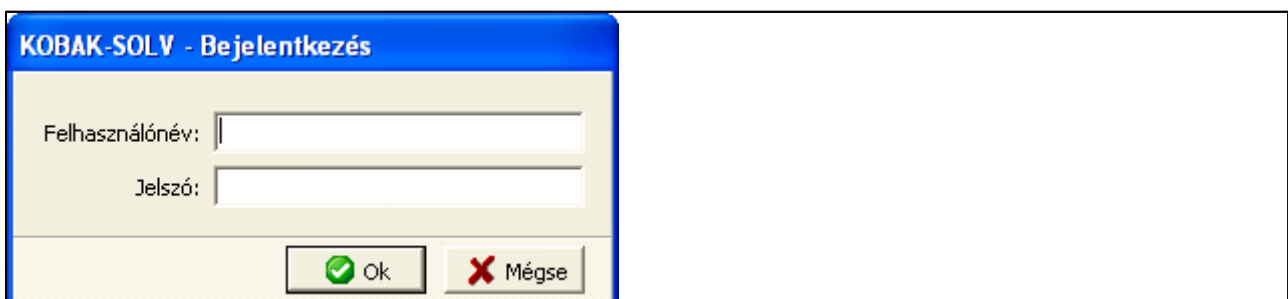 KOBAK-SOLV - Bejelentkezés
Felhasználónév:
Jelszó:
Ok
Mégse